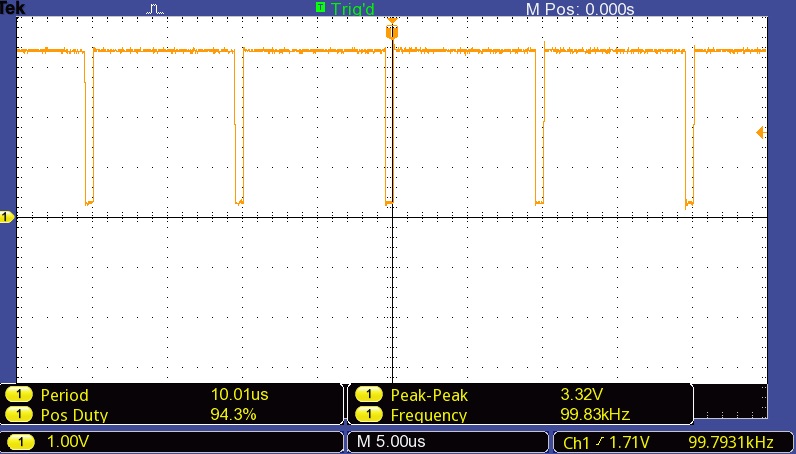 Tek T Trig'd M Pos: 0.000s
T
1
1 Period 10.01us 1 Peak-Peak 3.32V
1 Pos Duty 94.3% 1 Frequency 99.83kHz
1 1.00V M 5.00us Ch1 / 1.71V 99.7931kHz